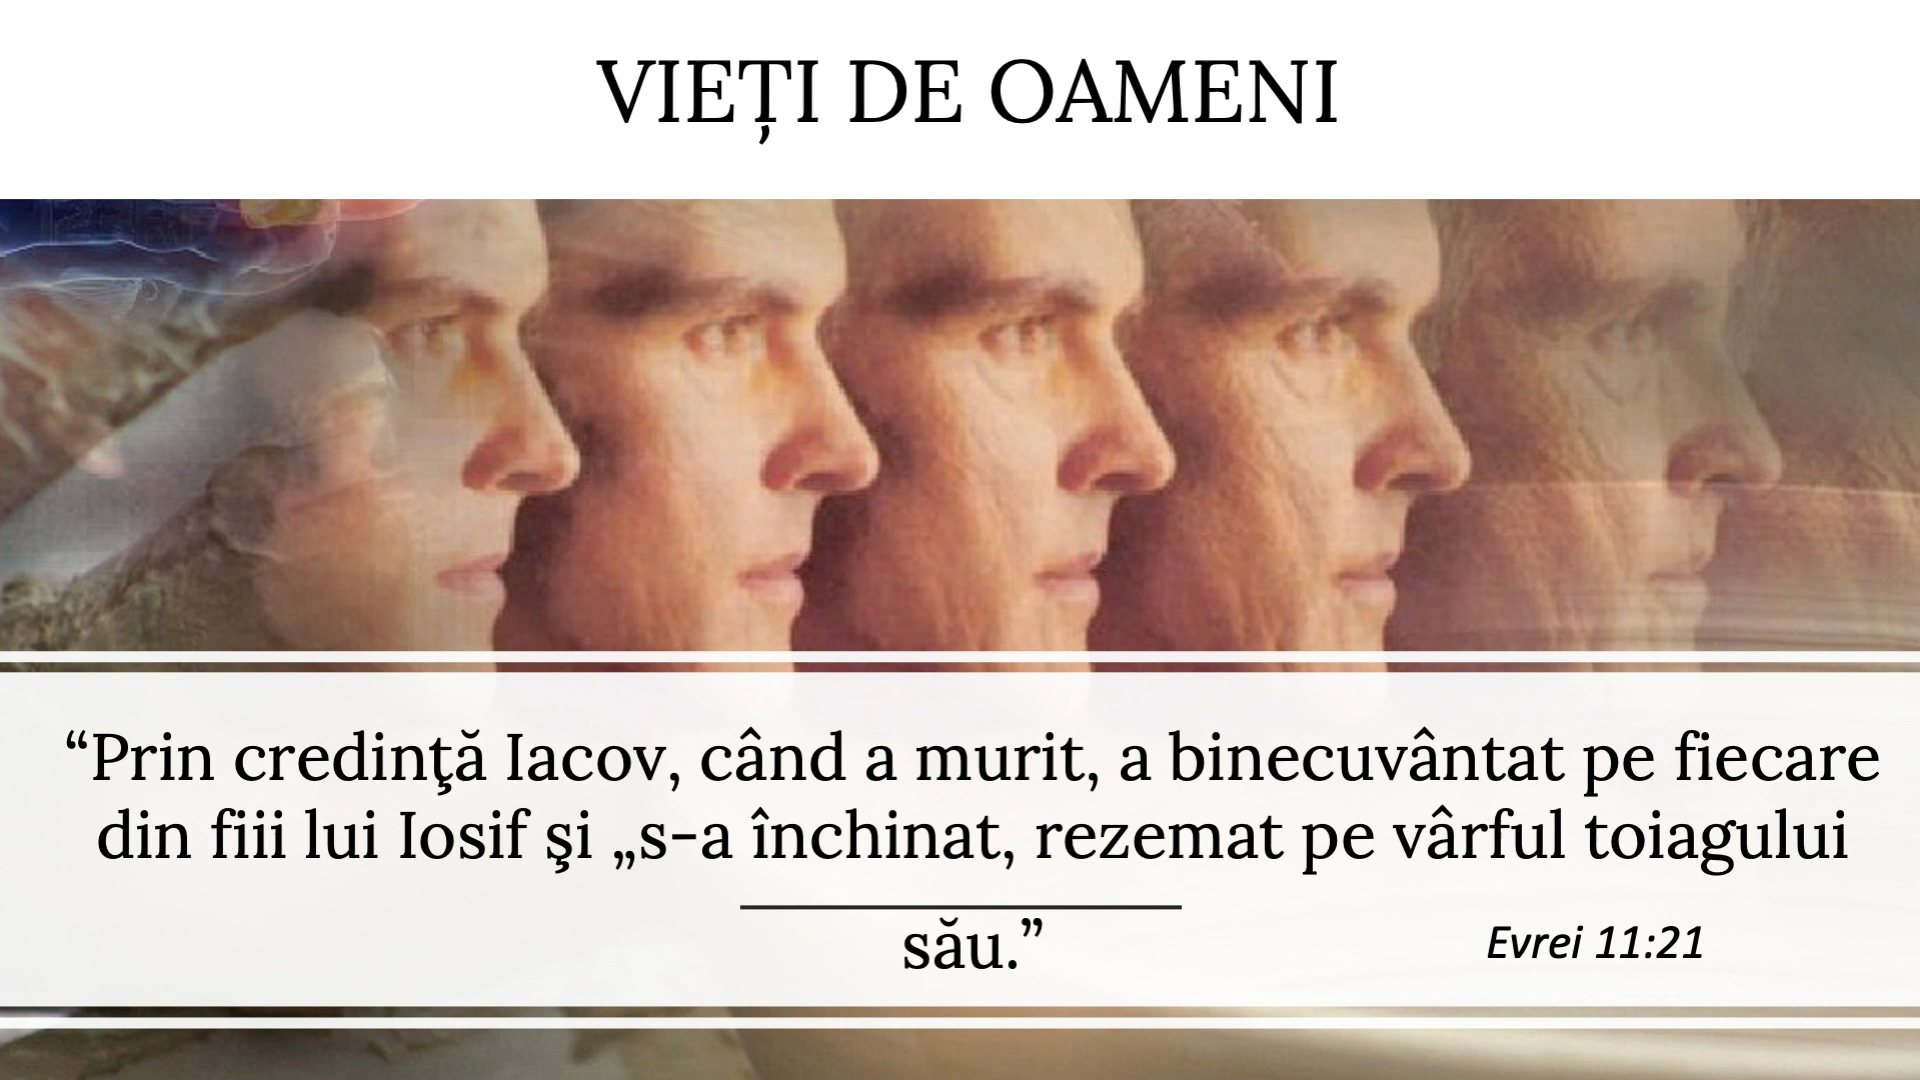 VIEȚI DE OAMENI
“Prin credinţă Iacov, când a murit, a binecuvântat pe fiecare
din fiii lui Iosif şi „s-a închinat, rezemat pe vârful toiagului
său.”
Evrei 11:21